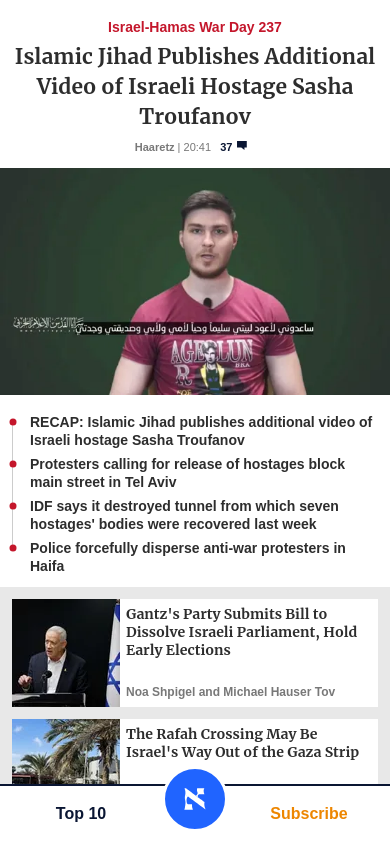 Israel-Hamas War Day 237
Islamic Jihad Publishes Additional
Video of Israeli Hostage Sasha
Troufanov
Haaretz | 20:41 37
ساعدوني لأعود لبيتي سليماً وحياً لأمي ولأبي وصديقتي وجدتي
RECAP: Islamic Jihad publishes additional video of
Israeli hostage Sasha Troufanov
Protesters calling for release of hostages block
main street in Tel Aviv
IDF says it destroyed tunnel from which seven
hostages' bodies were recovered last week
Police forcefully disperse anti-war protesters in
Haifa
Gantz's Party Submits Bill to
Dissolve Israeli Parliament, Hold
Early Elections
Noa Shpigel and Michael Hauser Tov
The Rafah Crossing May Be
Israel's Way Out of the Gaza Strip
Top 10
Subscribe